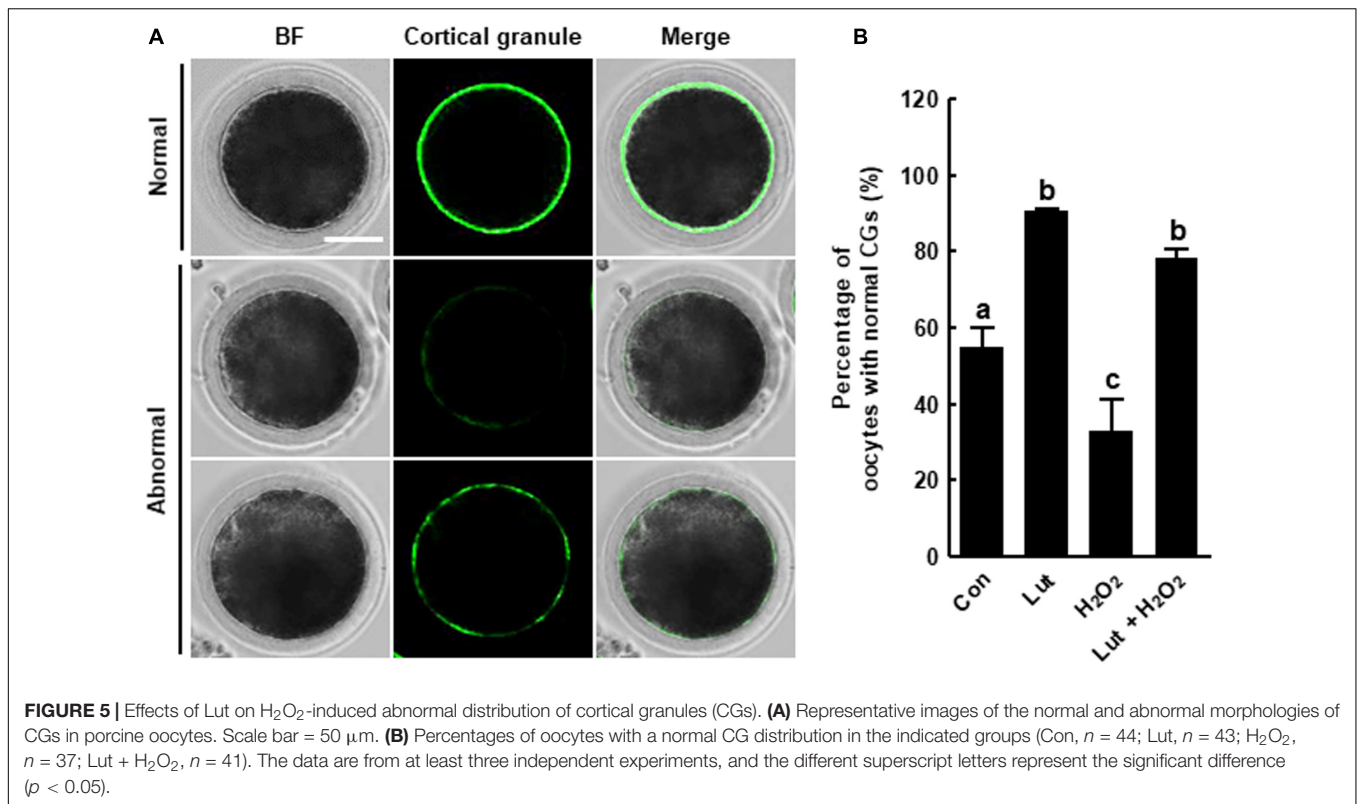 A
BF
Cortical granule
Merge
Normal
Abnormal
B
Percentage of
oocytes with normal CGs (%)
120
100
80
60
40
20
0
a
b
c
b
Con
Lut
H₂O₂
Lut + H₂O₂
FIGURE 5 | Effects of Lut on H₂O₂-induced abnormal distribution of cortical granules (CGs). (A) Representative images of the normal and abnormal morphologies of
CGs in porcine oocytes. Scale bar = 50 μm. (B) Percentages of oocytes with a normal CG distribution in the indicated groups (Con, n = 44; Lut, n = 43; H₂O₂,
n = 37; Lut + H₂O₂, n = 41). The data are from at least three independent experiments, and the different superscript letters represent the significant difference
(p < 0.05).